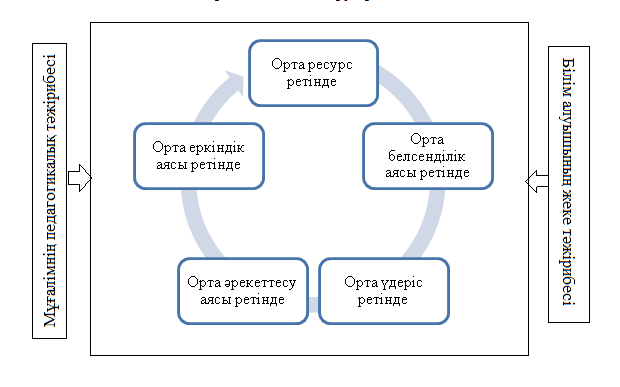 Мұғалімнің педагогикалық тәжірибесі
Орта ресурс
ретінде
Орта
белсенділік
аясы ретінде
Орта үдеріс
ретінде
Орта әрекеттесу
аясы ретінде
Орта еркіндік
аясы ретінде
Білім алуышының жеке тәжірибесі